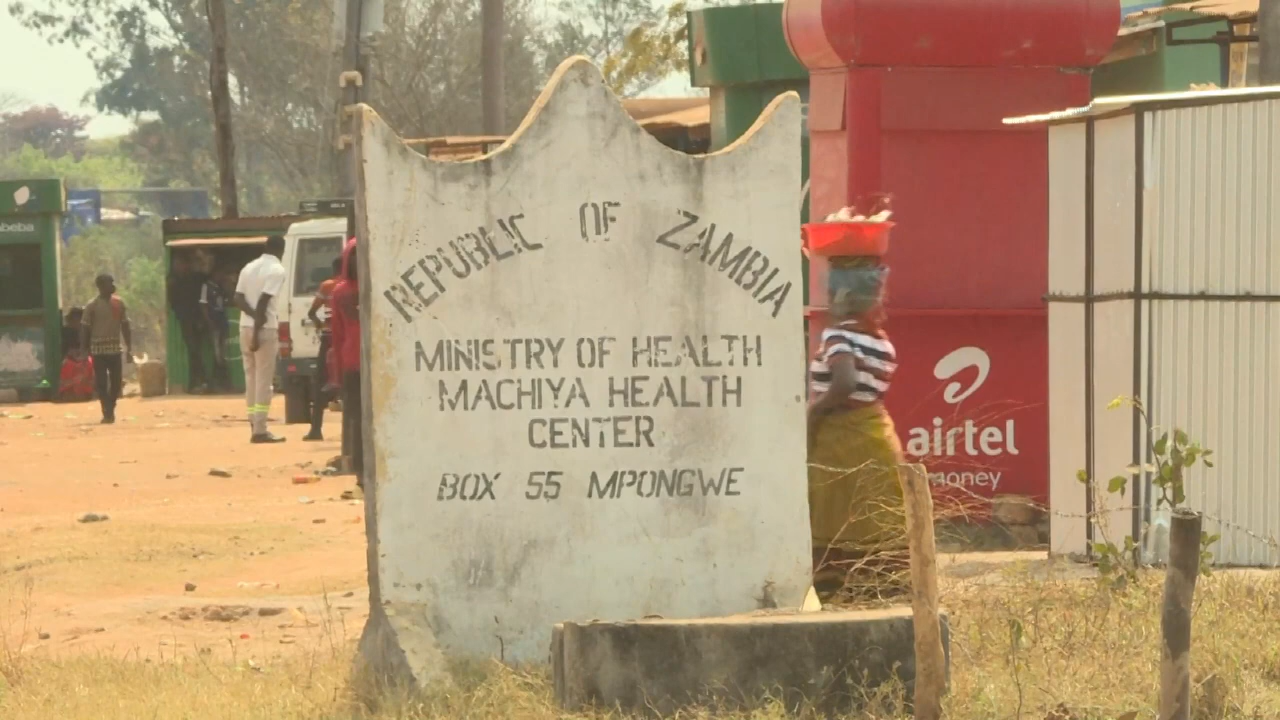 REPUBLIC OF ZAMBIA
MINISTRY OF HEALTH
MACHIYA HEALTH
CENTER
BOX 55 MPONGWE
airtel
money